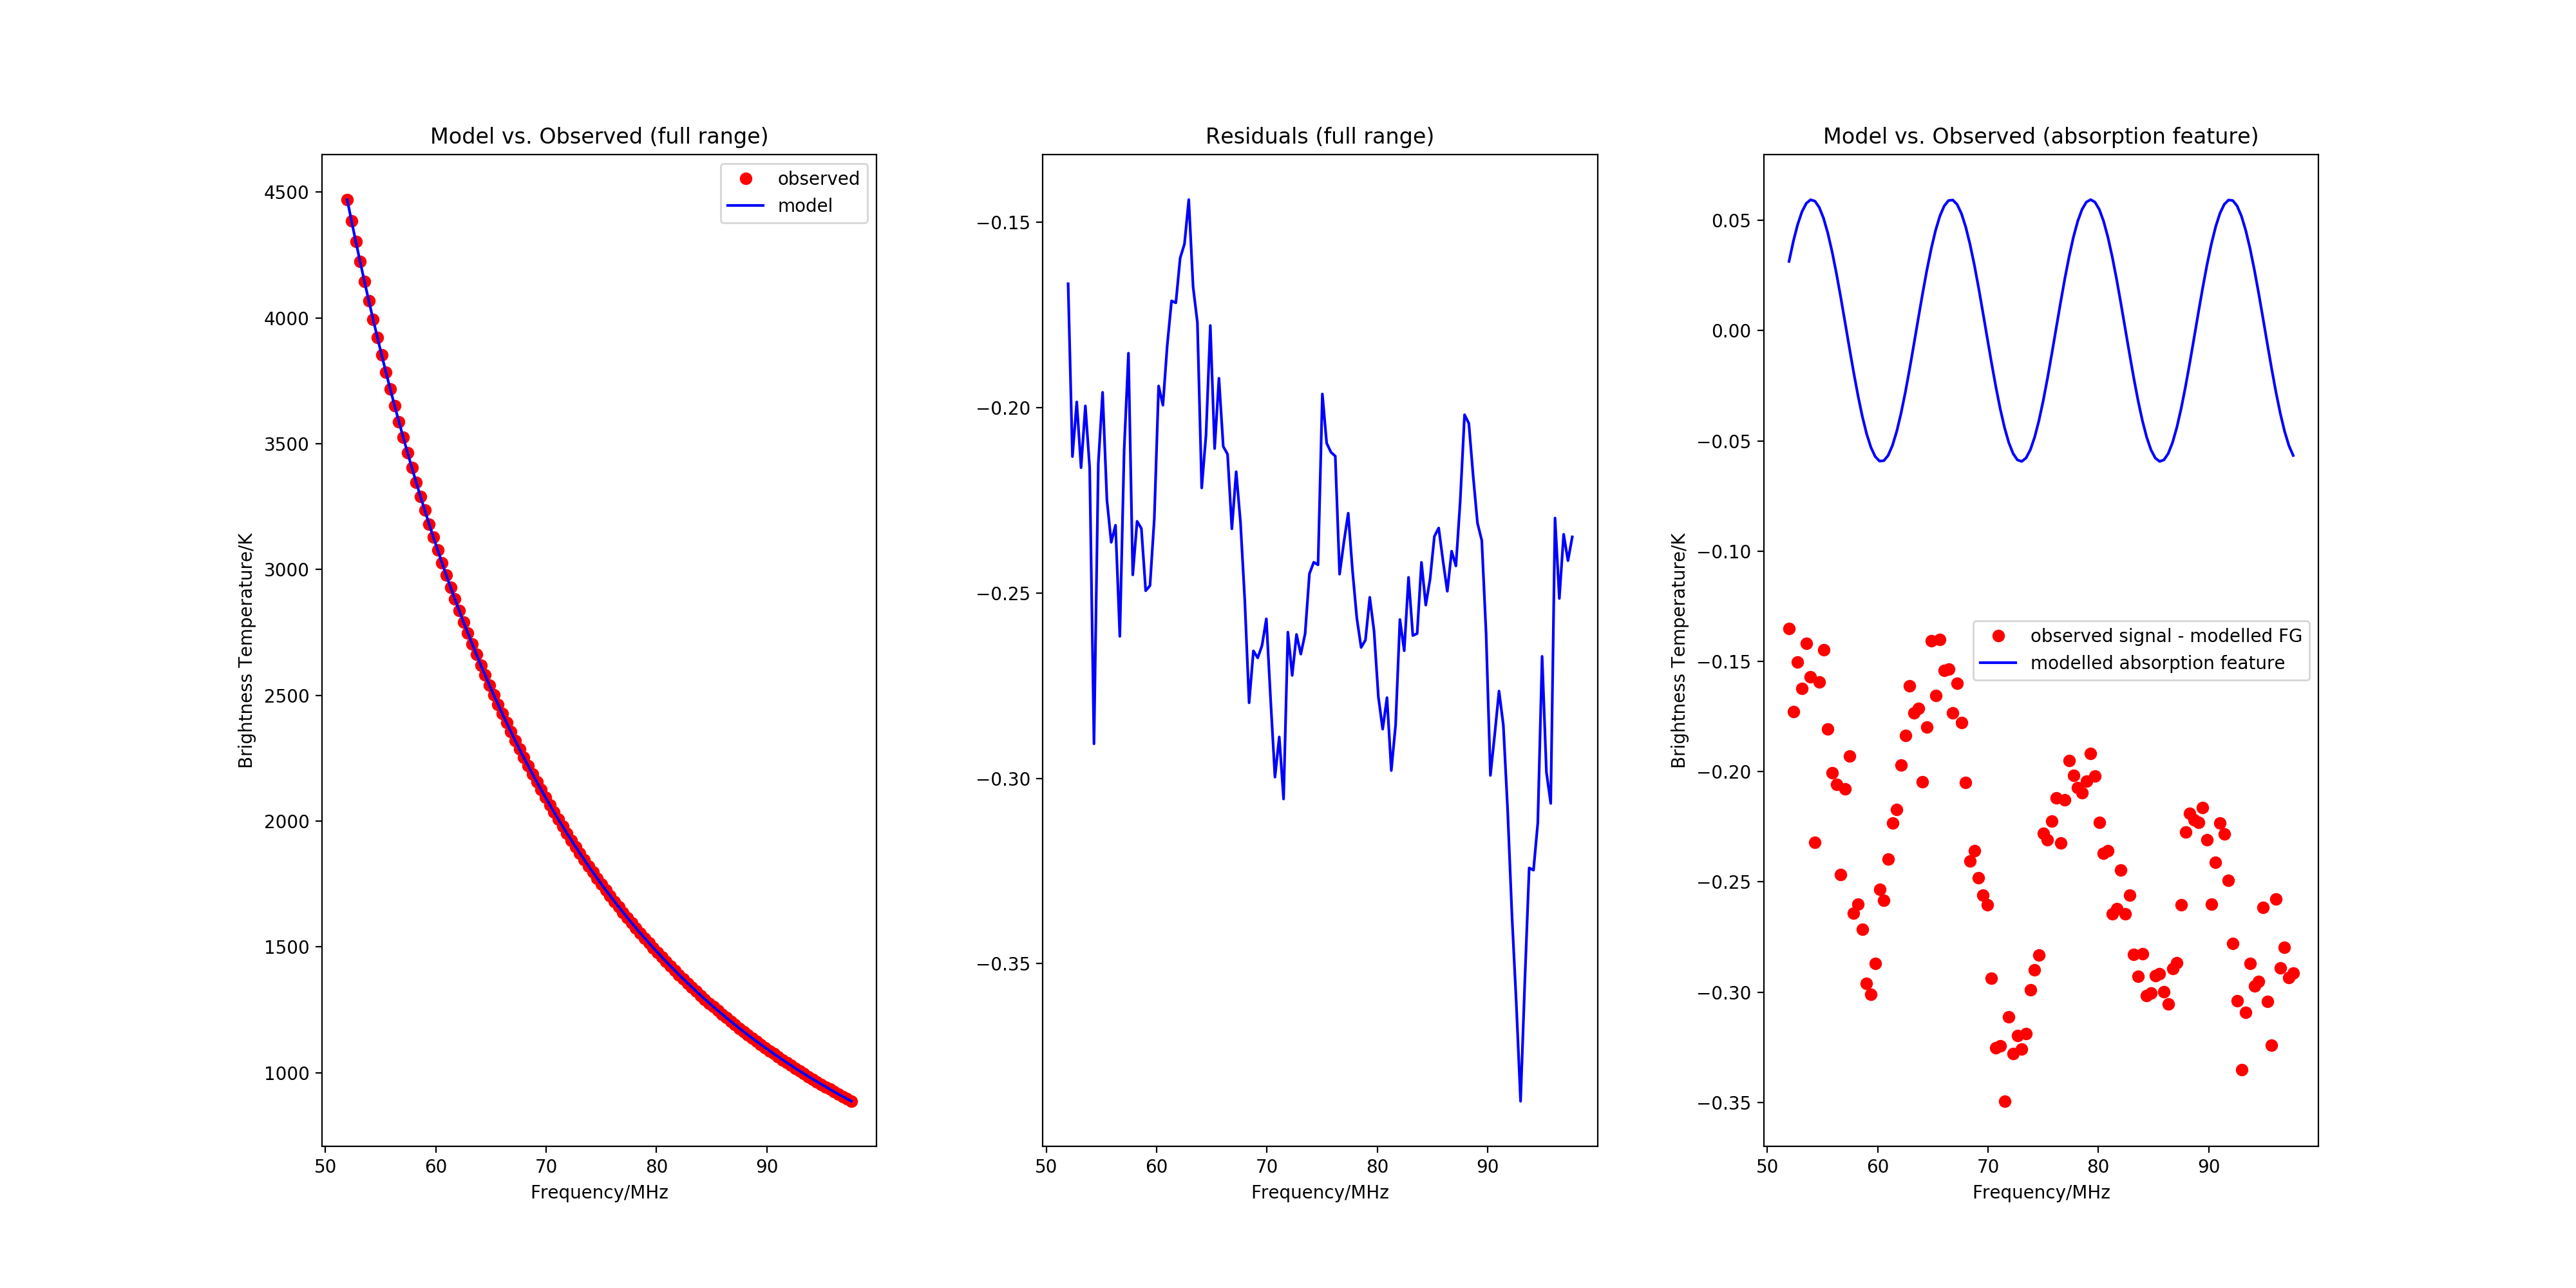 Model vs. Observed (full range)
observed
model
4500
4000
3500
3000
2500
2000
1500
1000
Brightness Temperature/K
50 60 70 80 90
Frequency/MHz
Residuals (full range)
−0.15
−0.20
−0.25
−0.30
−0.35
50 60 70 80 90
Frequency/MHz
Model vs. Observed (absorption feature)
0.05
0.00
−0.05
−0.10
−0.15
−0.20
−0.25
−0.30
−0.35
Brightness Temperature/K
observed signal - modelled FG
modelled absorption feature
50 60 70 80 90
Frequency/MHz